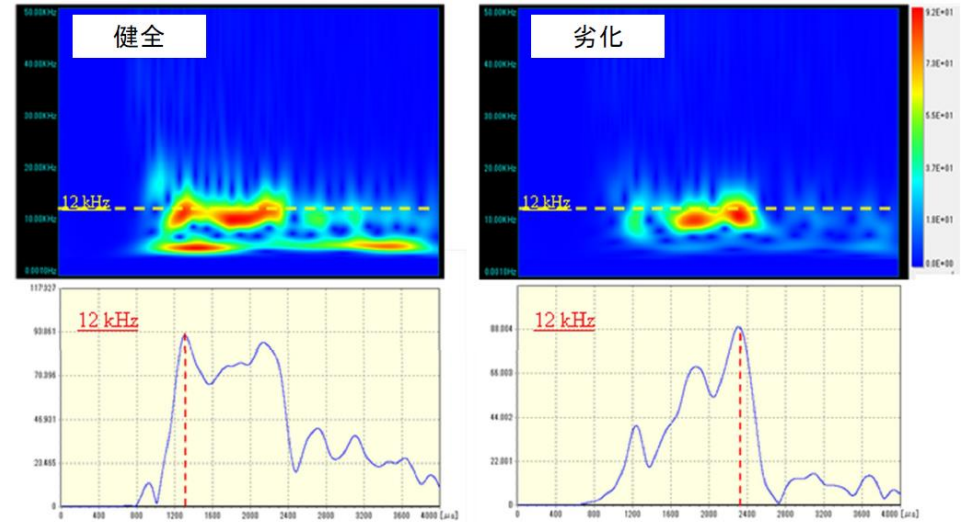 50.00KHz
健全
40.00KHz
30.00KHz
20.00KHz
12 kHz
10.00KHz
0.0010Hz
50.00KHz
劣化
40.00KHz
30.00KHz
20.00KHz
12 kHz
10.00KHz
0.0010Hz
9.2E+01
7.3E+01
5.5E+01
3.7E+01
1.8E+01
0.0E+00
12 kHz
93.861
70.396
46.931
23.465
0
0 400 800 1200 1600 2000 2400 2800 3200 3600 4000 [μs]
12 kHz
88.004
66.003
44.002
22.001
0
0 400 800 1200 1600 2000 2400 2800 3200 3600 4000 [μs]